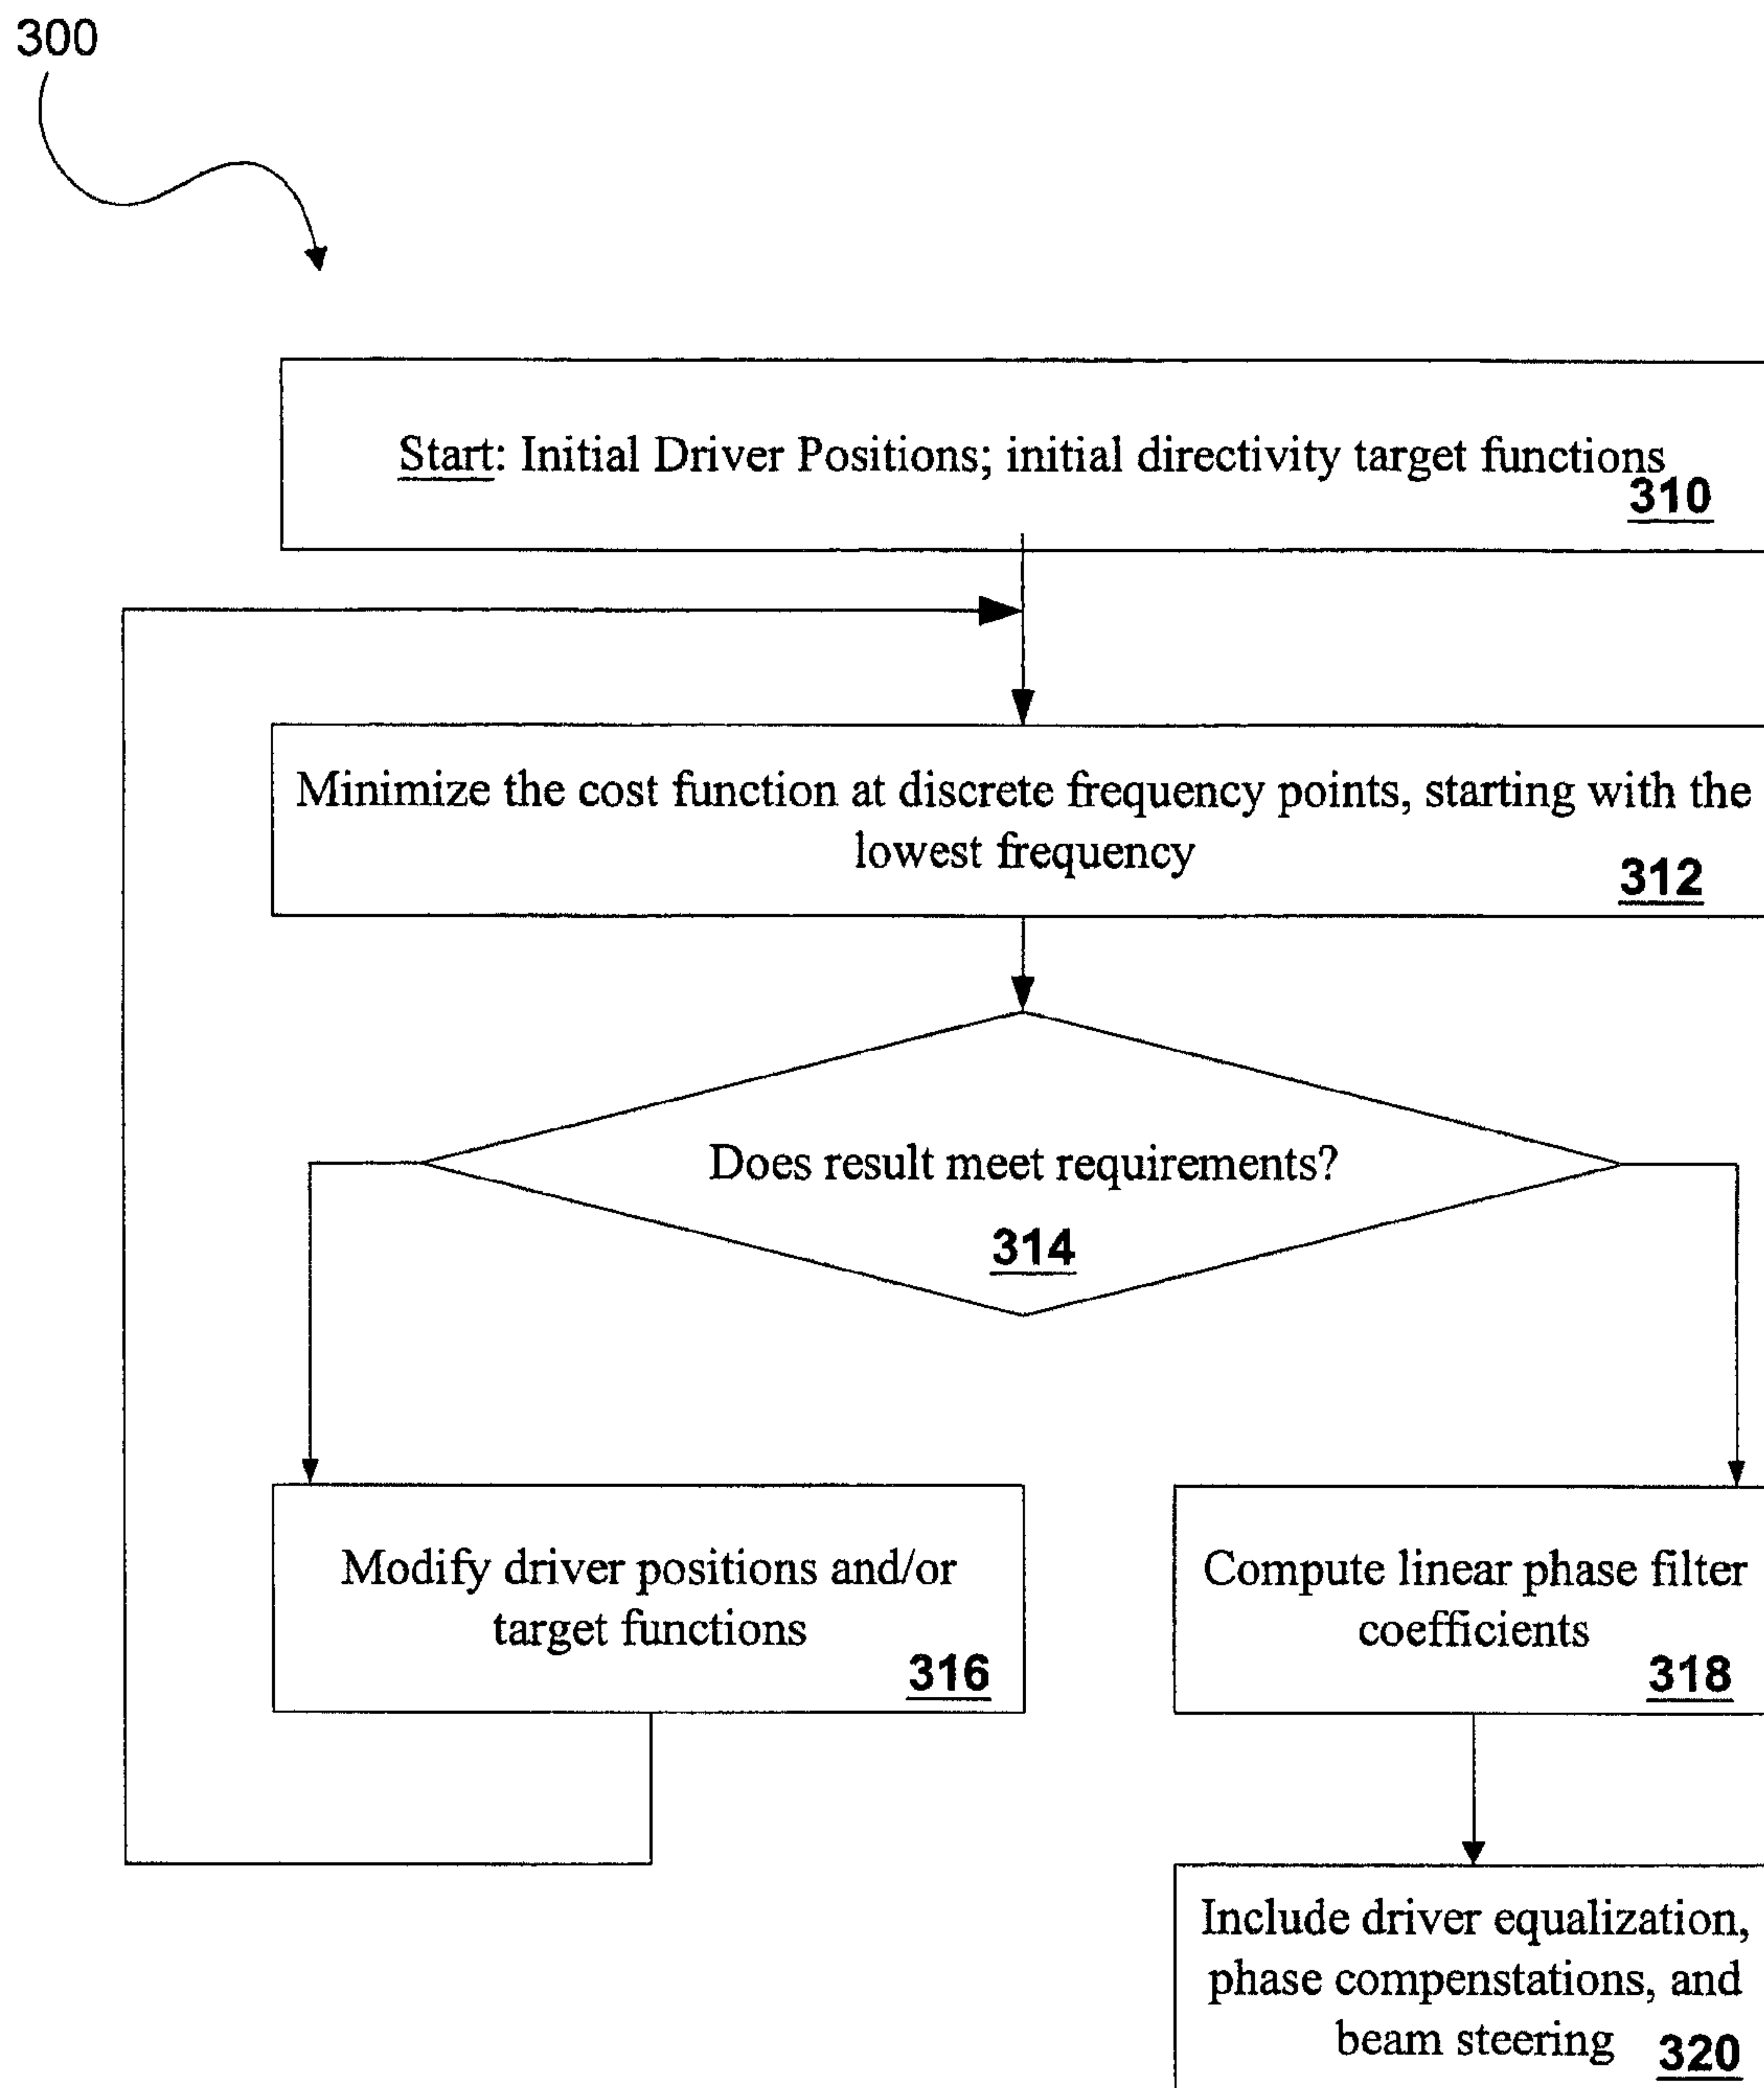 300
Start: Initial Driver Positions; initial directivity target functions
310
Minimize the cost function at discrete frequency points, starting with the
lowest frequency
312
Does result meet requirements?
314
Modify driver positions and/or
target functions
316
Compute linear phase filter
coefficients
318
Include driver equalization,
phase compenstations, and
beam steering
320